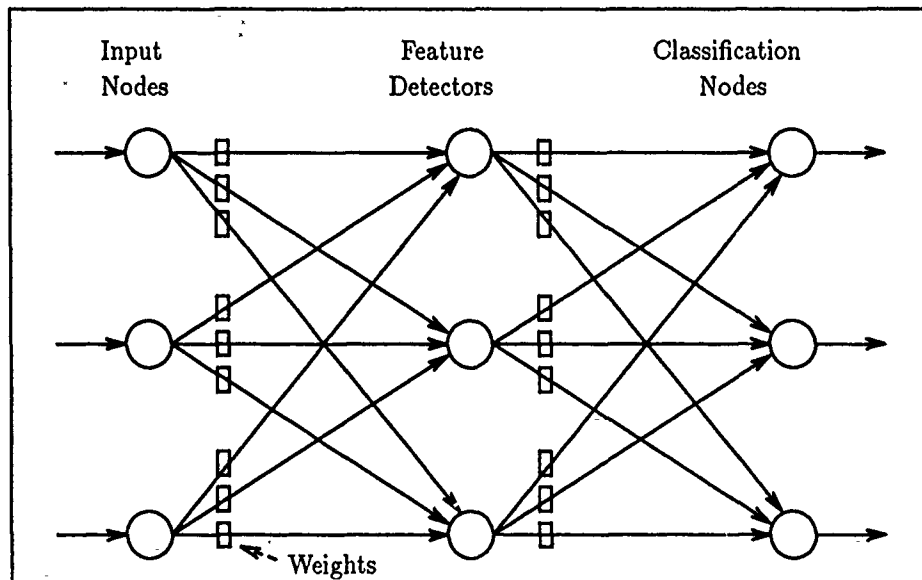 Input
Nodes
Feature
Detectors
Classification
Nodes
Weights